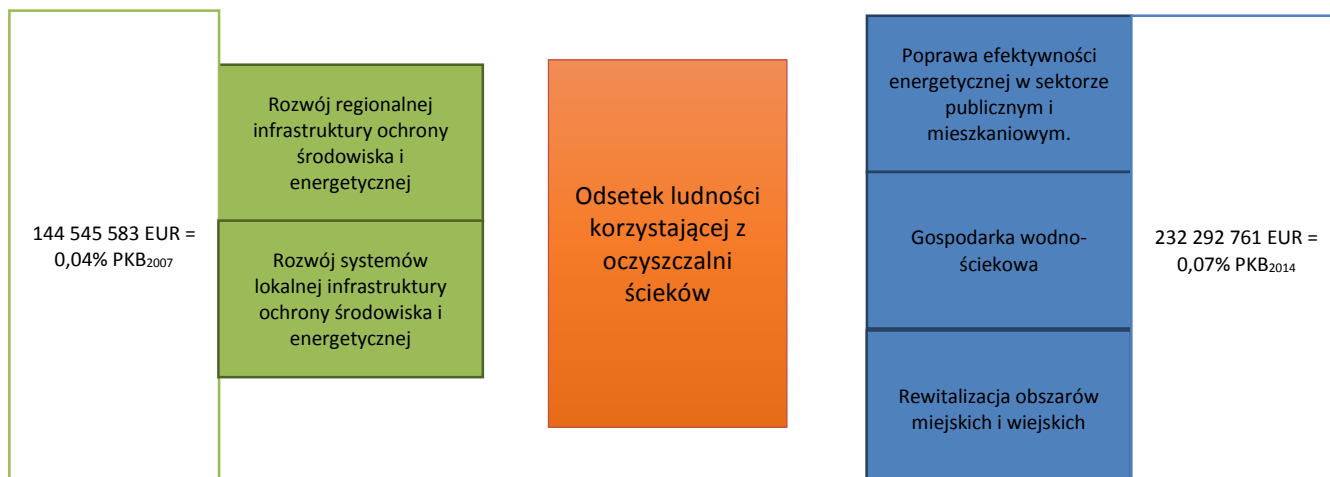 144 545 583 EUR =
0,04% PKB2007
Rozwój regionalnej
infrastruktury ochrony
środowiska i
energetycznej
Rozwój systemów
lokalnej infrastruktury
ochrony środowiska i
energetycznej
Odsetek ludności
korzystającej z
oczyszczalni
ścieków
Poprawa efektywności
energetycznej w sektorze
publicznym i
mieszkaniowym.
Gospodarka wodno-
ściekowa
Rewitalizacja obszarów
miejskich i wiejskich
232 292 761 EUR =
0,07% PKB2014